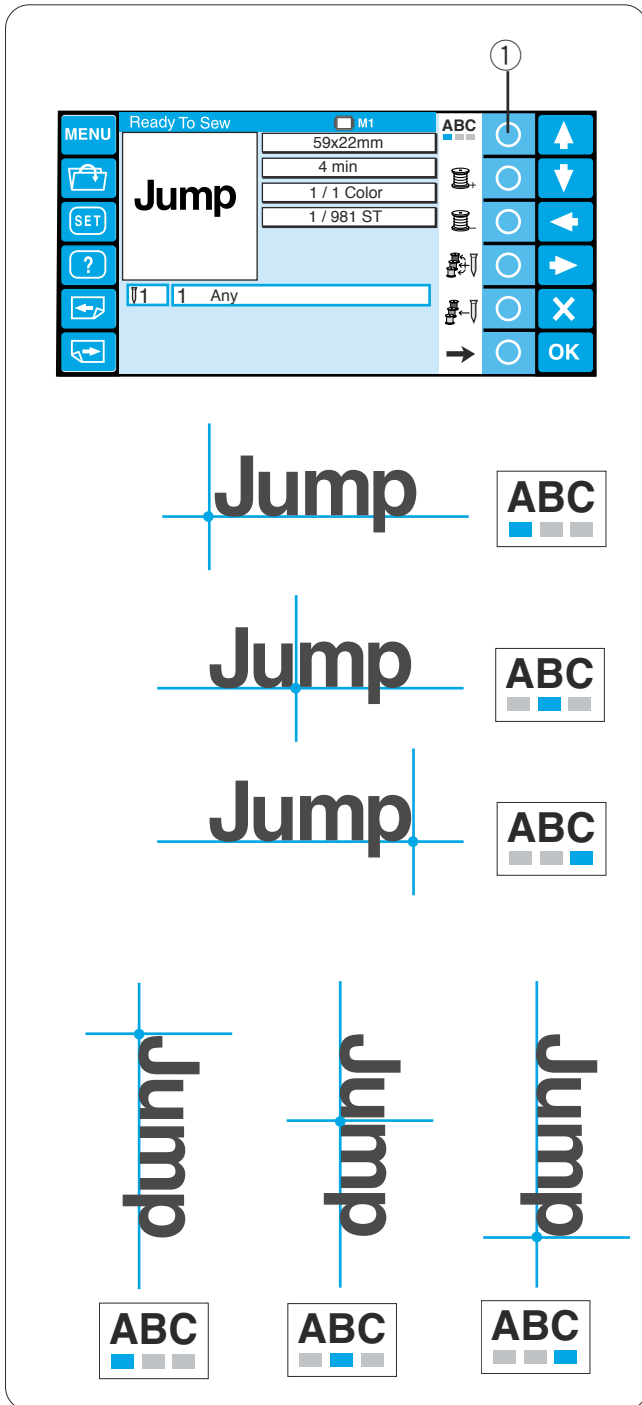 1
MENU
Ready To Sew
M1
ABC
59x22mm
4 min
Jump
1 / 1 Color
SET
1 / 981 ST
?
1
1 Any
X
OK
Jump
ABC
Jump
ABC
Jump
ABC
Jump
Jump
Jump
ABC
ABC
ABC